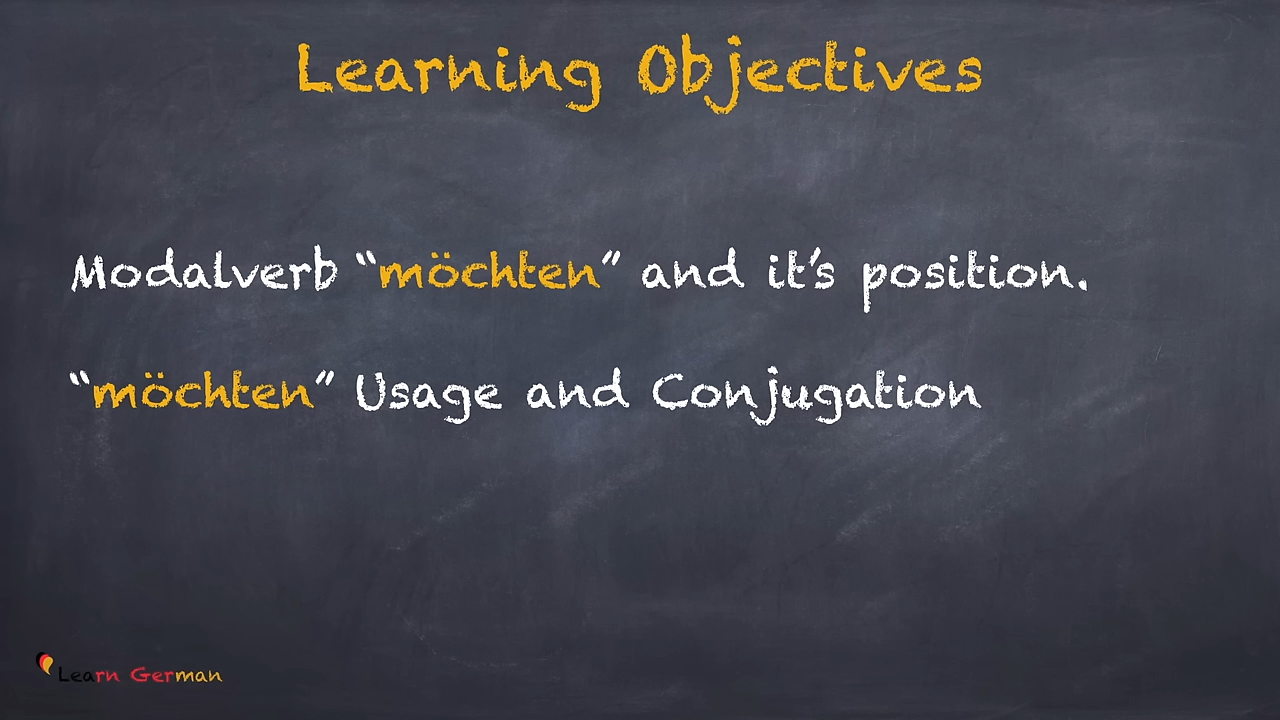 Learning Objectives
Modalverb “möchten” and it’s position.
“möchten” Usage and Conjugation
Learn German